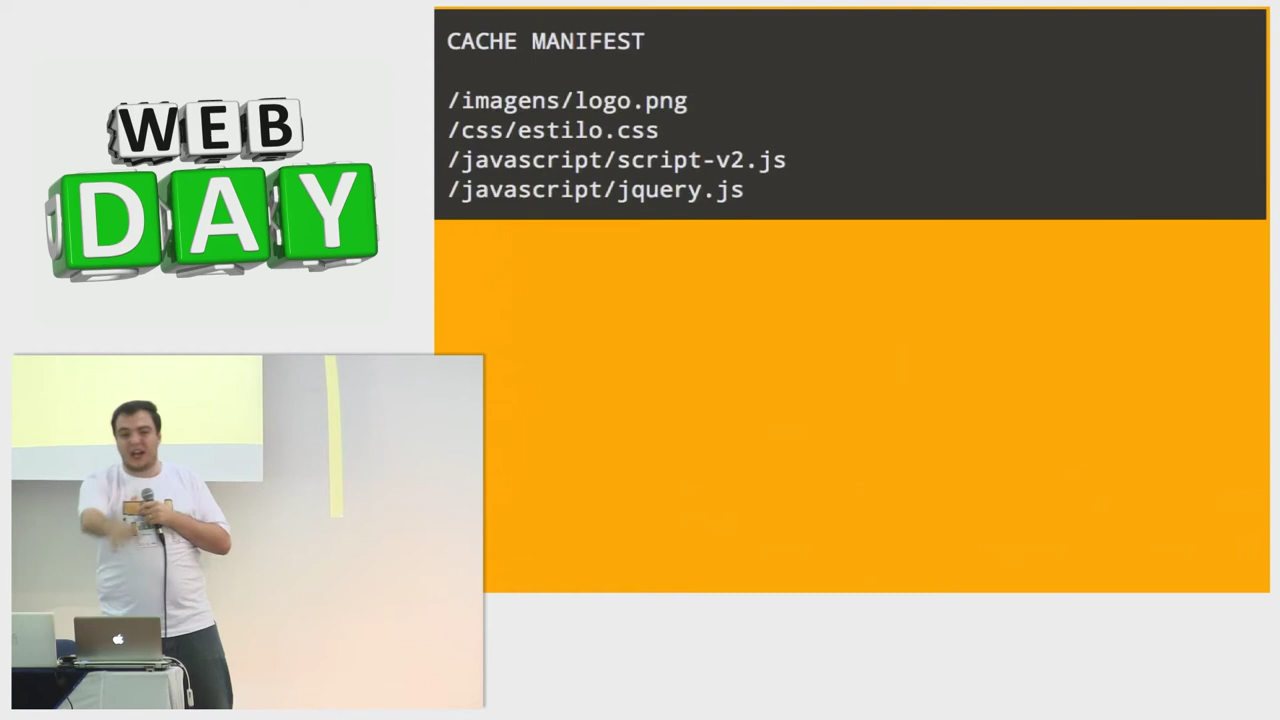 WEB
DAY
CACHE MANIFEST
/imagens/logo.png
/css/estilo.css
/javascript/script-v2.js
/javascript/jquery.js